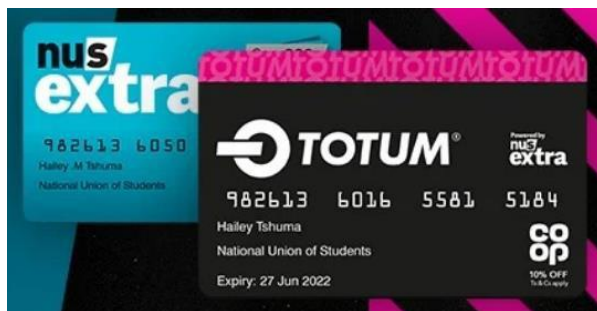 nus
extra
982613 6050
Hailey .M Tshuma
National Union of Students
TOTUMTOTUMTOTUMTOTUM
TOTUM®
Powered by
nus
extra
982613 6016 5581 5184
Hailey Tshuma
National Union of Students
Expiry: 27 Jun 2022
CO
OP
10% OFF
Ts&Cs apply